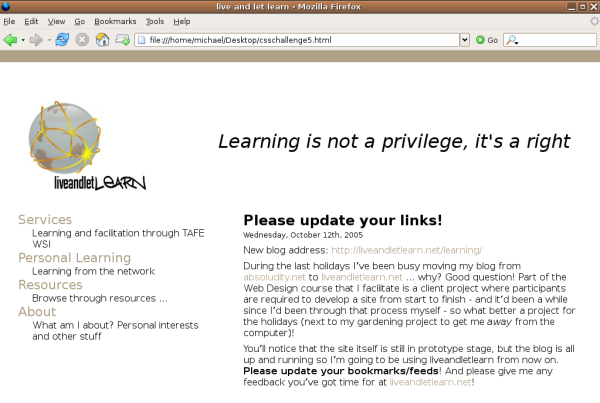 live and let learn - Mozilla Firefox
File Edit View Go Bookmarks Tools Help
file:///home/michael/Desktop/csschallenge5.html
Go
Learning is not a privilege, it's a right
liveandletLEARN
Services
Learning and facilitation through TAFE
WSI
Personal Learning
Learning from the network
Resources
Browse through resources ...
About
What am I about? Personal interests
and other stuff
Please update your links!
Wednesday, October 12th, 2005
New blog address: http://liveandletlearn.net/learning/
During the last holidays I've been busy moving my blog from
absoludity.net to liveandletlearn.net ... why? Good question! Part of the
Web Design course that I facilitate is a client project where participants
are required to develop a site from start to finish - and it'd been a while
since I'd been through that process myself - so what better a project for
the holidays (next to my gardening project to get me away from the
computer)!
You'll notice that the site itself is still in prototype stage, but the blog is all
up and running so I'm going to be using liveandletlearn from now on.
Please update your bookmarks/feeds! And please give me any
feedback you've got time for at liveandletlearn.net!